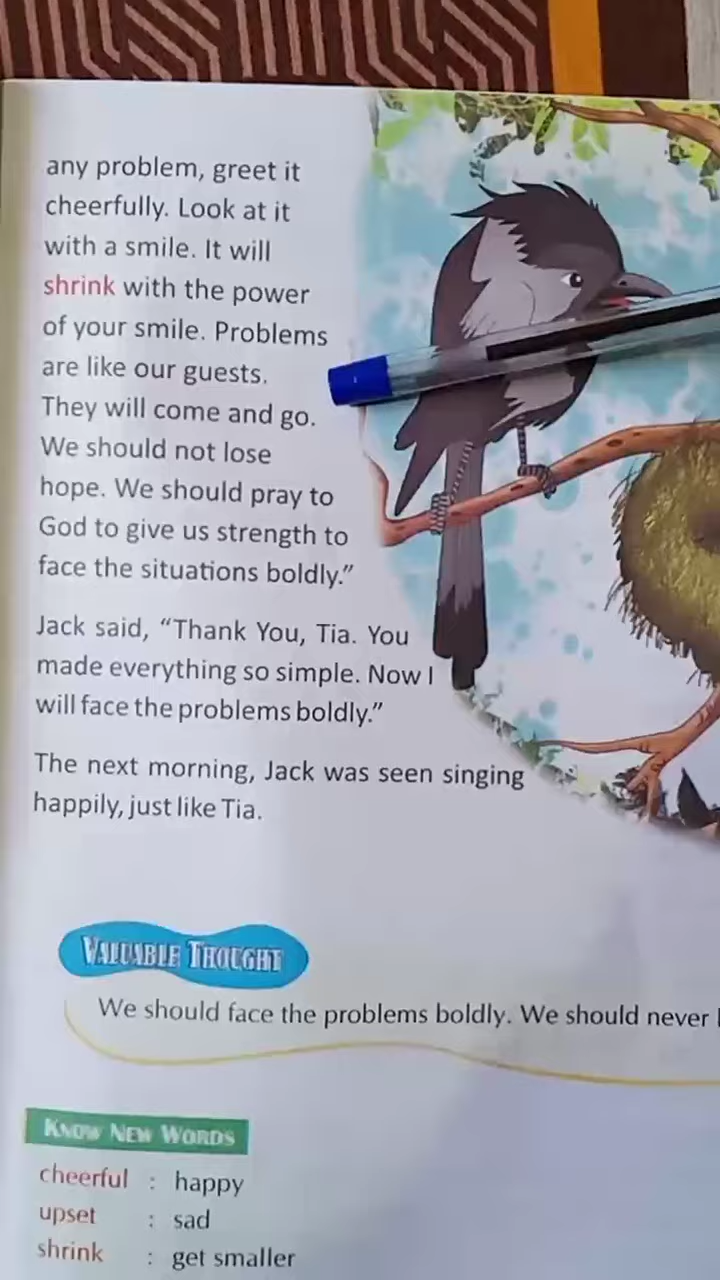 any problem, greet it
cheerfully. Look at it
with a smile. It will
shrink with the power
of your smile. Problems
are like our guests.
They will come and go.
We should not lose
hope. We should pray to
God to give us strength to
face the situations boldly.”
Jack said, “Thank You, Tia. You
made everything so simple. Now I
will face the problems boldly.”
The next morning, Jack was seen singing
happily, just like Tia.
VALUABLE THOUGHT
We should face the problems boldly. We should never
KNOW NEW WORDS
cheerful : happy
upset : sad
shrink : get smaller